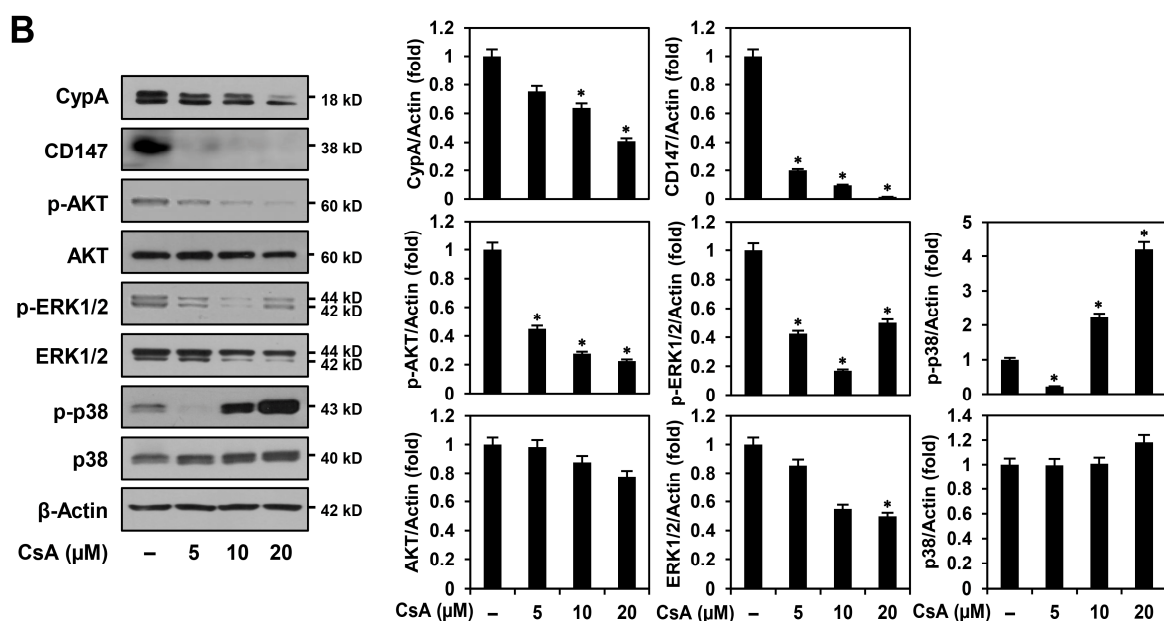 B
CypA
18 kD
CD147
38 kD
p-AKT
60 kD
AKT
60 kD
p-ERK1/2
44 kD
42 kD
ERK1/2
44 kD
42 kD
p-p38
43 kD
p38
40 kD
β-Actin
42 kD
CsA (μM) – 5 10 20
CypA/Actin (fold)
1.2
1
0.8
0.6
0.4
0.2
0
* *
CD147/Actin (fold)
1.2
1
0.8
0.6
0.4
0.2
0
* * *
p-AKT/Actin (fold)
1.2
1
0.8
0.6
0.4
0.2
0
* * *
p-ERK1/2/Actin (fold)
1.2
1
0.8
0.6
0.4
0.2
0
* * *
p-p38/Actin (fold)
5
4
3
2
1
0
* * *
AKT/Actin (fold)
1.2
1
0.8
0.6
0.4
0.2
0
CsA (μM) – 5 10 20
ERK1/2/Actin (fold)
1.2
1
0.8
0.6
0.4
0.2
0
*
CsA (μM) – 5 10 20
p38/Actin (fold)
1.4
1.2
1
0.8
0.6
0.4
0.2
0
CsA (μM) – 5 10 20